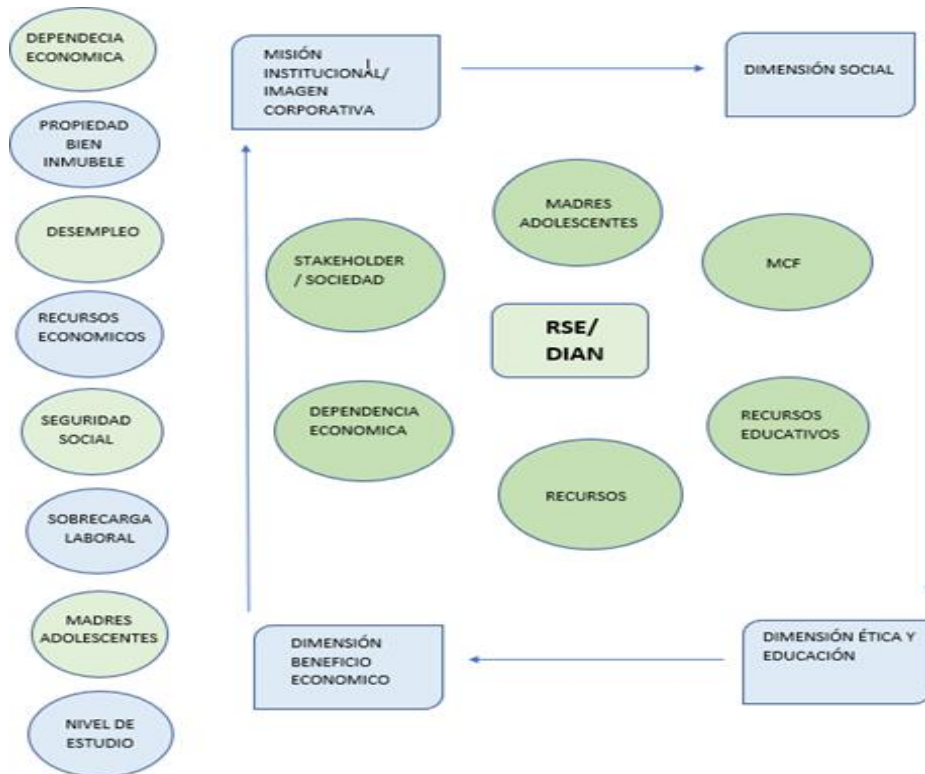 DEPENDECIA
ECONOMICA
PROPIEDAD
BIEN
INMUBELE
DESEMPLEO
RECURSOS
ECONOMICOS
SEGURIDAD
SOCIAL
SOBRECARGA
LABORAL
MADRES
ADOLESCENTES
NIVEL DE
ESTUDIO
MISIÓN
INSTITUCIONAL/
IMAGEN
CORPORATIVA
DIMENSIÓN SOCIAL
MADRES
ADOLESCENTES
STAKEHOLDER
/ SOCIEDAD
MCF
RSE/
DIAN
DEPENDENCIA
ECONOMICA
RECURSOS
EDUCATIVOS
RECURSOS
DIMENSIÓN
BENEFICIO
ECONOMICO
DIMENSIÓN ÉTICA Y
EDUCACIÓN